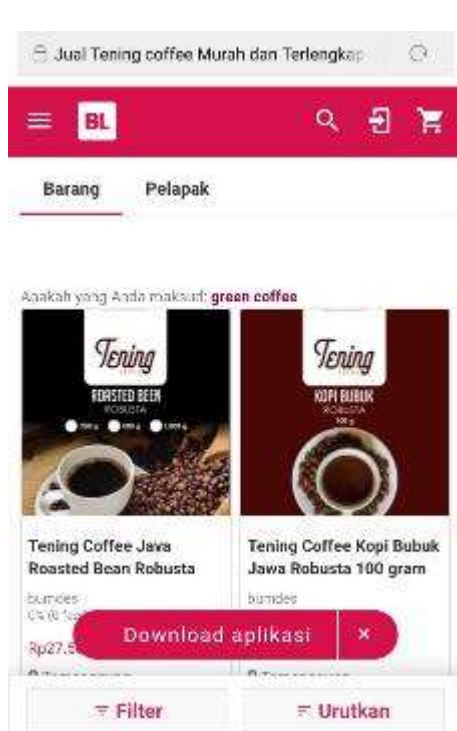 Jual Tening coffee Murah dan Terlengkap
BL
Barang Pelapak
Apakah yang Anda maksud: green coffee
Tening
ROASTED BEEN
ROBUSTA
Tening
KOPI BUBUK
ROBUSTA
100 g
Tening Coffee Java
Roasted Bean Robusta
bumdes
Tening Coffee Kopi Bubuk
Jawa Robusta 100 gram
bumdes
Download aplikasi ×
Filter
Urutkan